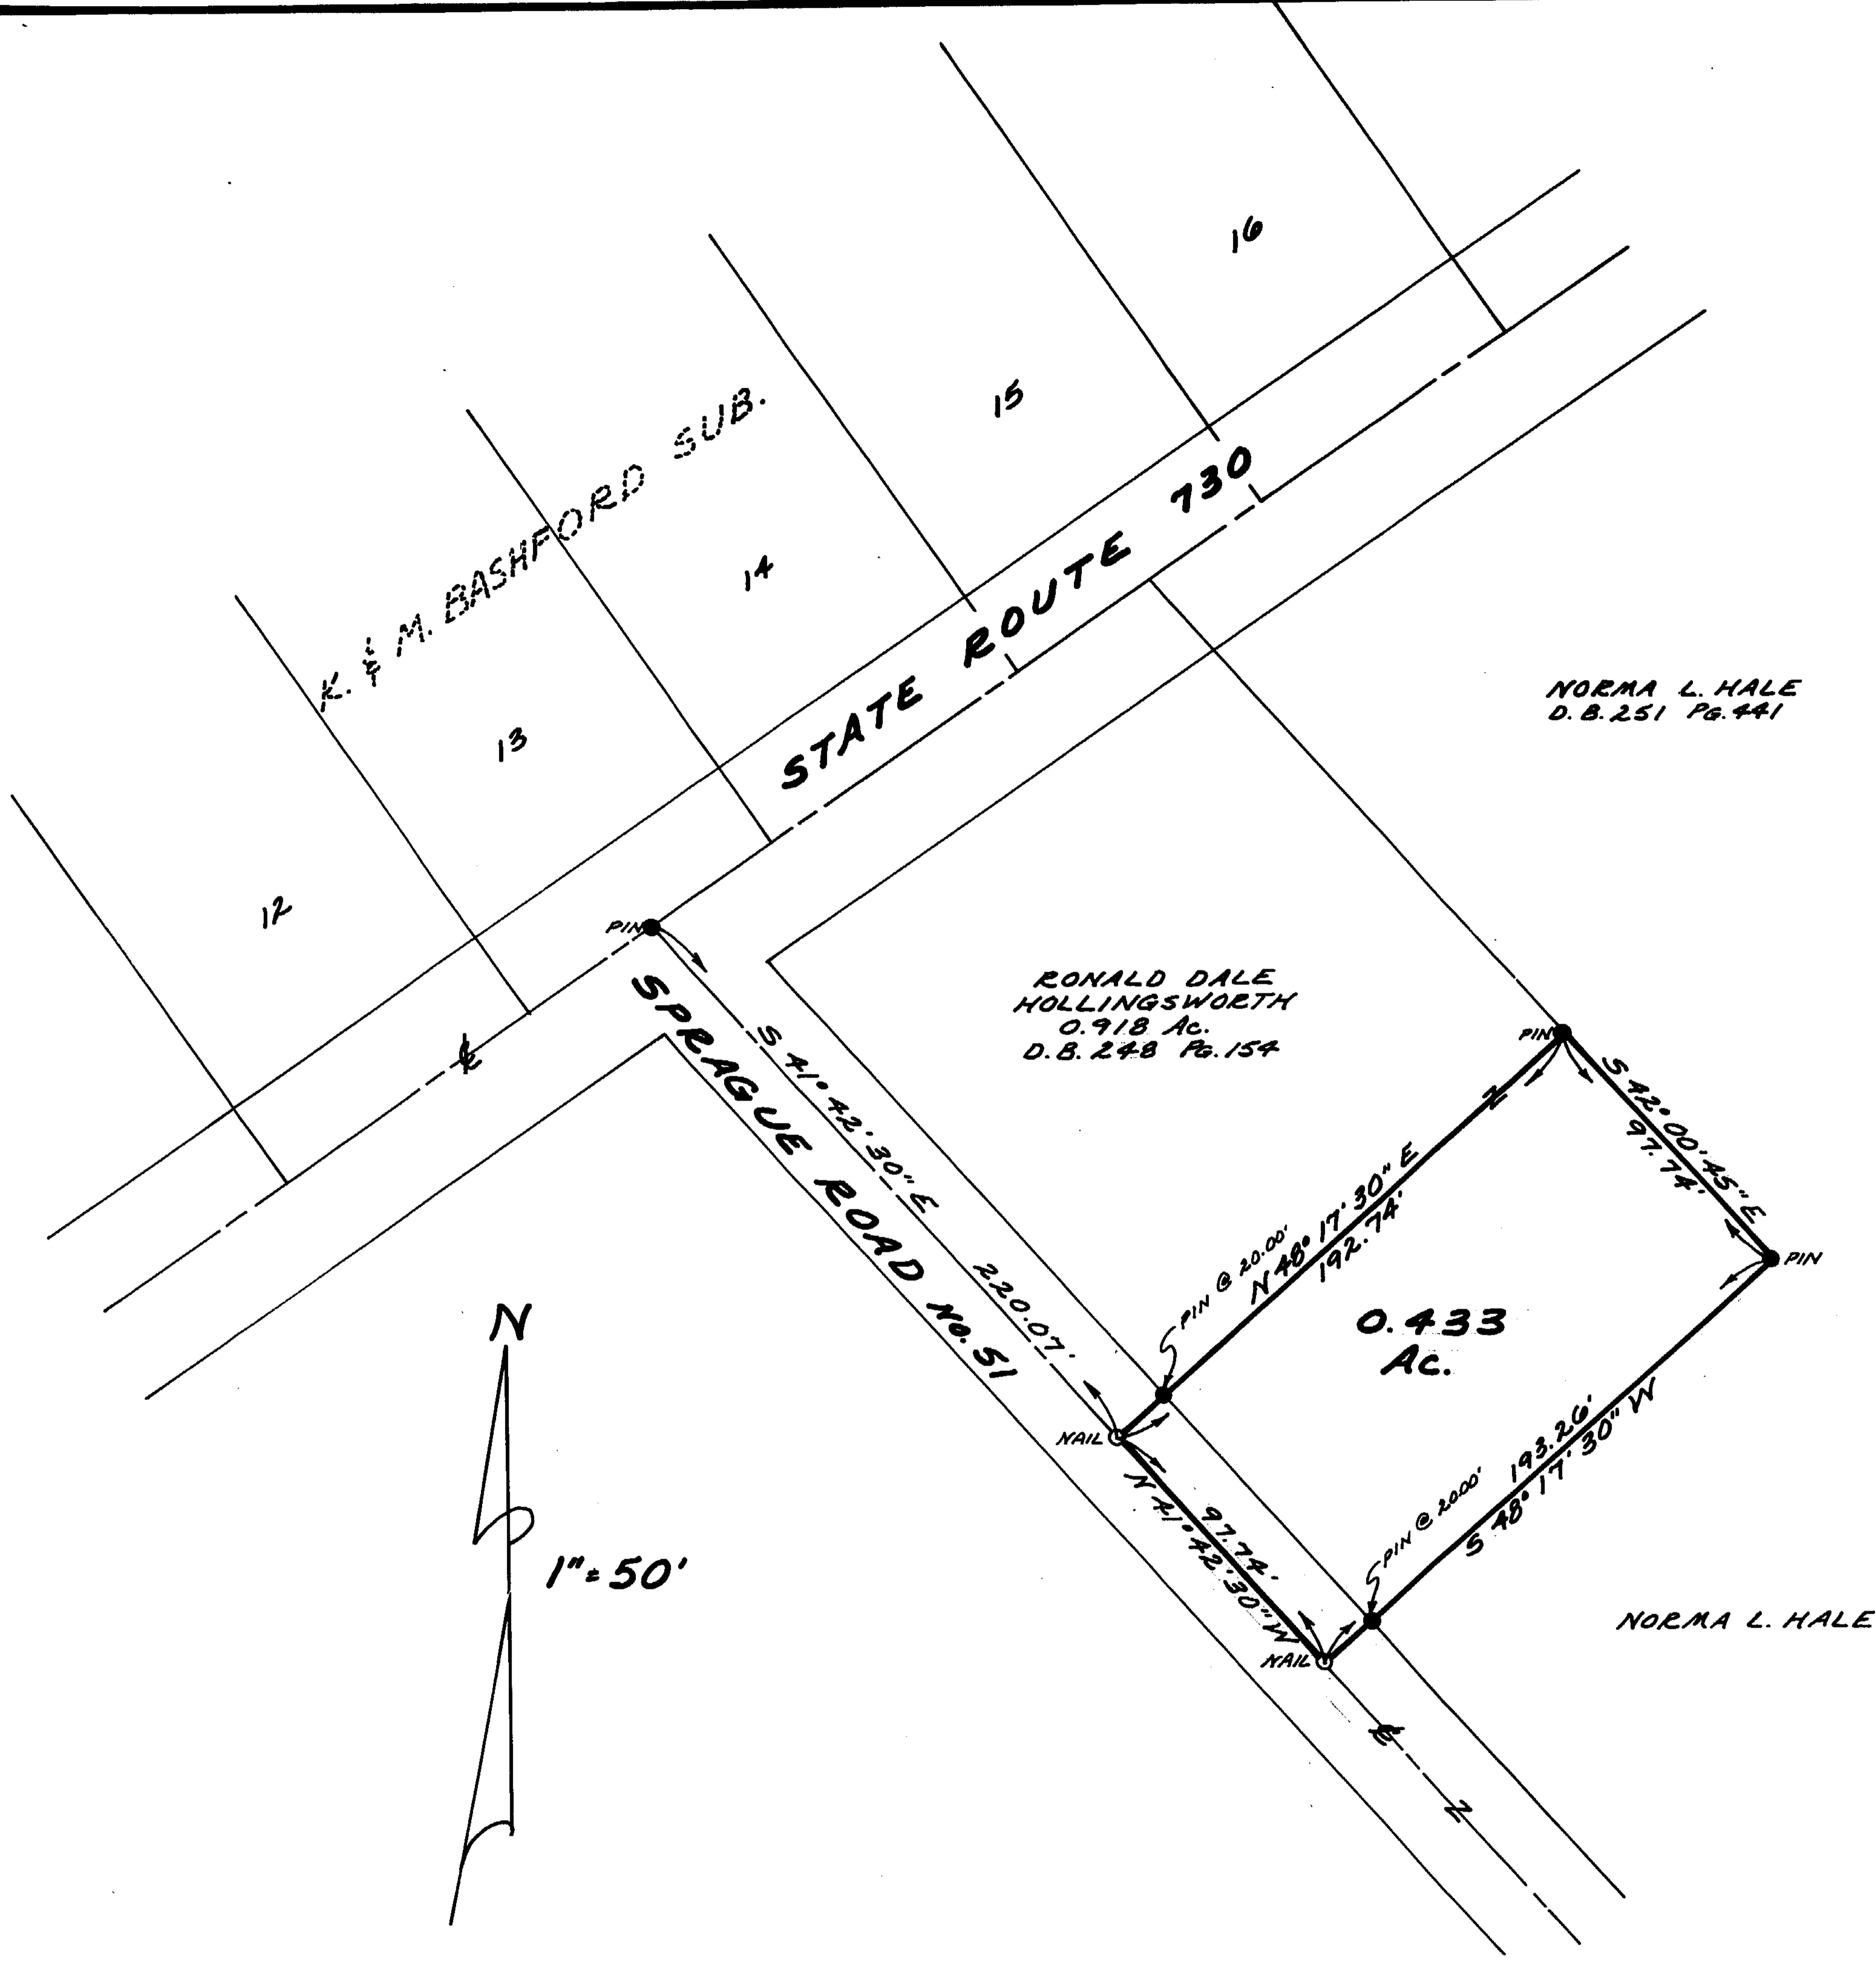 16
15
K. & M. BASHFORD SUB.
14
STATE ROUTE 730
13
NORMA L. HALE
D.B. 251 PG. 441
12
PIN
RONALD DALE
HOLLINGSWORTH
0.918 Ac.
D.B. 248 PG. 154
SPRAGUE ROAD No. 51
S 41° 42' 30" E 220.07'
℄
PIN
S 42° 00' 45" E
97.74'
PIN
N 48° 17' 30" E
192.74'
PIN @ 20.00'
0.433
Ac.
N
1" = 50'
NAIL
97.74'
N 41° 42' 30" W
193.26'
S 48° 17' 30" W
PIN @ 20.00'
NAIL
NORMA L. HALE
℄